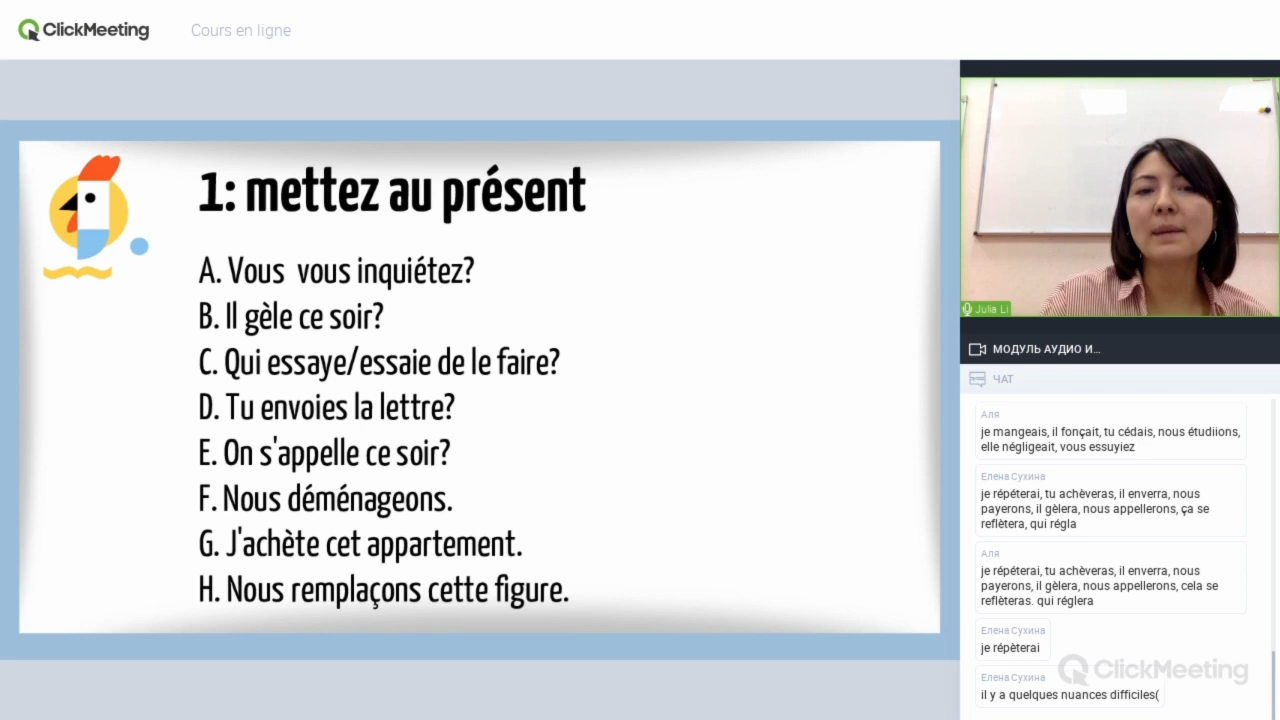 ClickMeeting
Cours en ligne
1: mettez au présent
A. Vous vous inquiétez?
B. Il gèle ce soir?
C. Qui essaye/essaie de le faire?
D. Tu envoies la lettre?
E. On s'appelle ce soir?
F. Nous déménageons.
G. J'achète cet appartement.
H. Nous remplaçons cette figure.
Julia Li
МОДУЛЬ АУДИО И...
ЧАТ
Аля
je mangeais, il fonçait, tu cédais, nous étudiions,
elle négligeait, vous essuyiez
Елена Сухина
je répéterai, tu achèveras, il enverra, nous
payerons, il gèlera, nous appellerons, ça se
reflètera, qui régla
Аля
je répéterai, tu achèveras, il enverra, nous
payerons, il gèlera, nous appellerons, cela se
reflèteras. qui réglera
Елена Сухина
je répèterai
Елена Сухина
il y a quelques nuances difficiles(
ClickMeeting